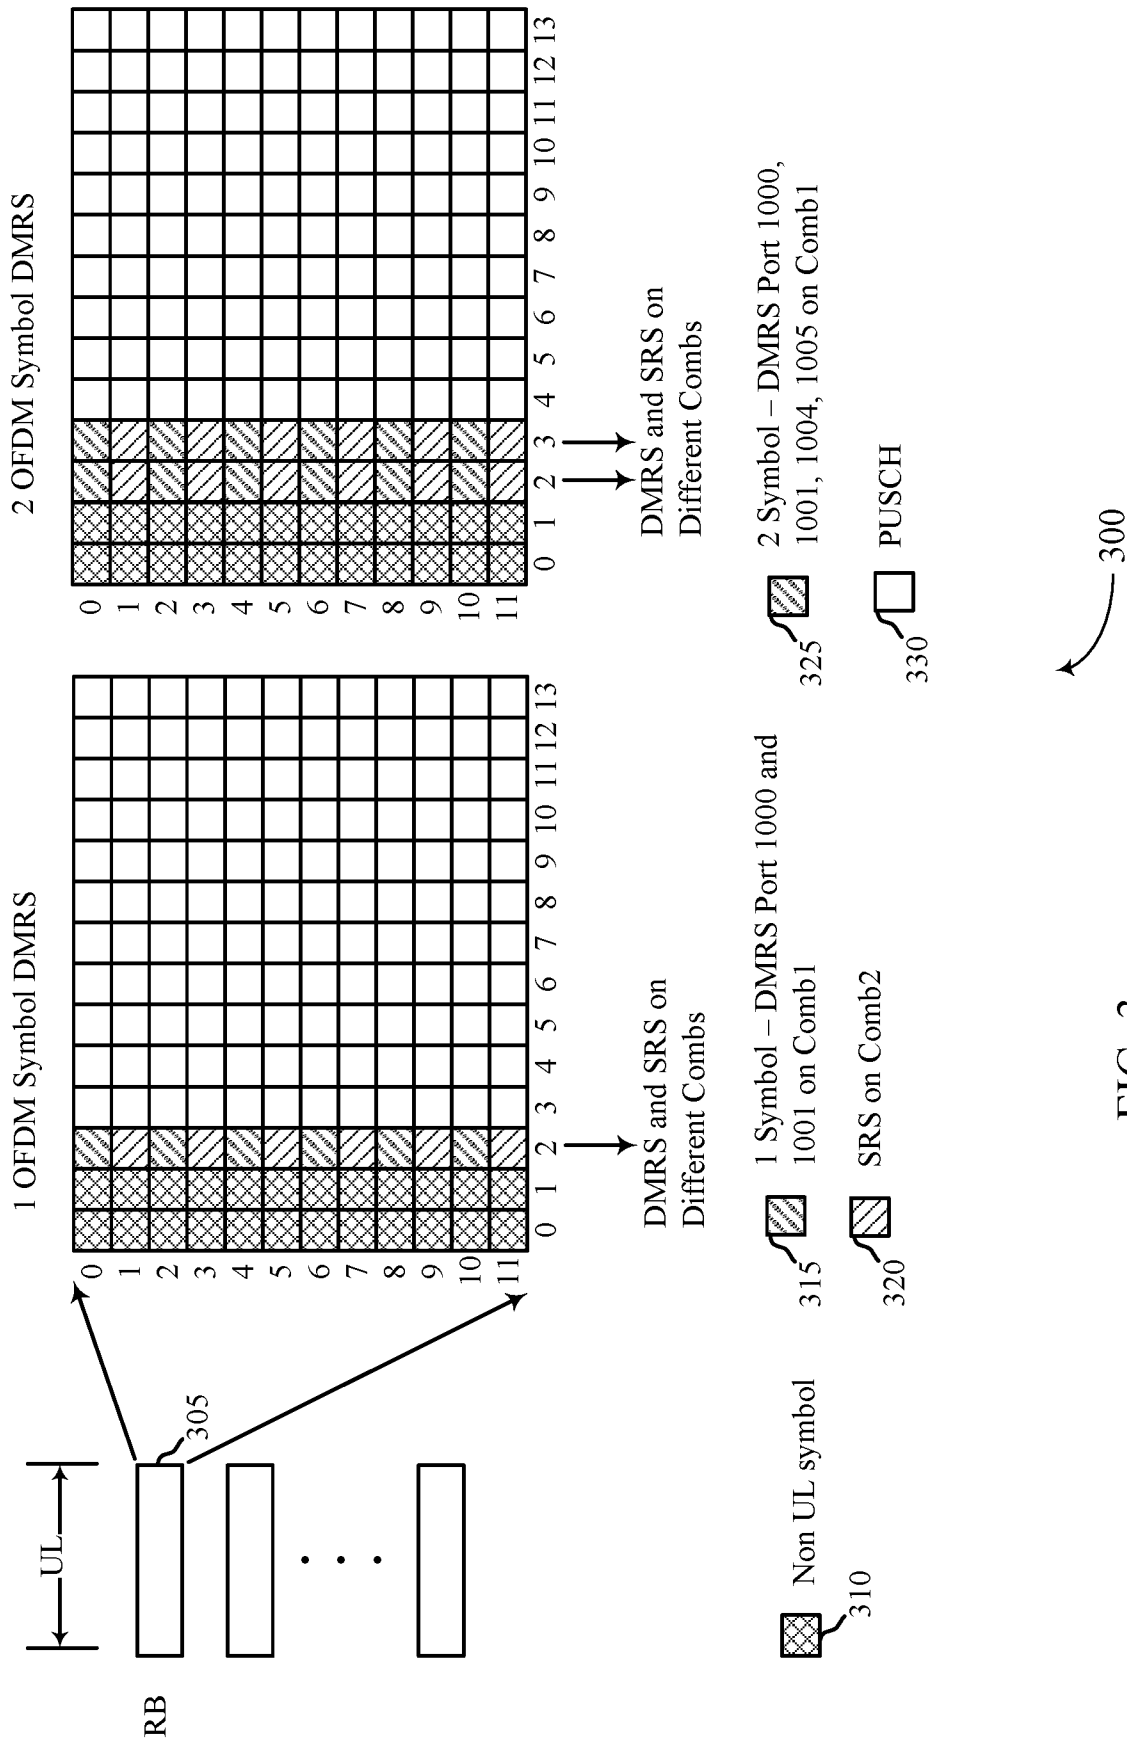 1 OFDM Symbol DMRS
2 OFDM Symbol DMRS
UL
RB
305
0
1
2
3
4
5
6
7
8
9
10
11
0 1 2 3 4 5 6 7 8 9 10 11 12 13
0
1
2
3
4
5
6
7
8
9
10
11
0 1 2 3 4 5 6 7 8 9 10 11 12 13
DMRS and SRS on
Different Combs
DMRS and SRS on
Different Combs
310
Non UL symbol
315
1 Symbol – DMRS Port 1000 and
1001 on Comb1
320
SRS on Comb2
325
2 Symbol – DMRS Port 1000,
1001, 1004, 1005 on Comb1
330
PUSCH
300
FIG.